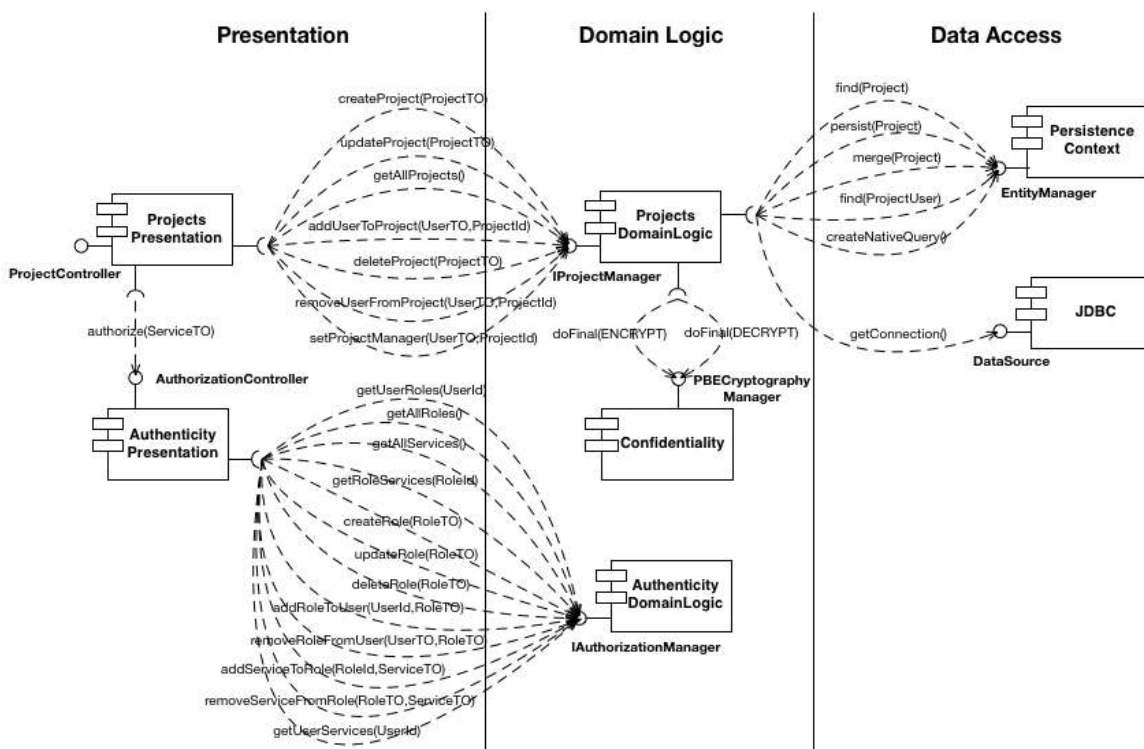 Presentation
Domain Logic
Data Access
createProject(ProjectTO)
updateProject(ProjectTO)
getAllProjects()
addUserToProject(UserTO,ProjectId)
deleteProject(ProjectTO)
removeUserFromProject(UserTO,ProjectId)
setProjectManager(UserTO,ProjectId)
Projects
Presentation
ProjectController
authorize(ServiceTO)
AuthorizationController
Authenticity
Presentation
IProjectManager
Projects
DomainLogic
doFinal(ENCRYPT)
doFinal(DECRYPT)
PBECryptography
Manager
Confidentiality
find(Project)
persist(Project)
merge(Project)
find(ProjectUser)
createNativeQuery()
getConnection()
Persistence
Context
EntityManager
JDBC
DataSource
getUserRoles(UserId)
getAllRoles()
getAllServices()
getRoleServices(RoleId)
createRole(RoleTO)
updateRole(RoleTO)
deleteRole(RoleTO)
addRoleToUser(UserId,RoleTO)
removeRoleFromUser(UserTO,RoleTO)
addServiceToRole(RoleId,ServiceTO)
removeServiceFromRole(RoleTO,ServiceTO)
getUserServices(UserId)
Authenticity
DomainLogic
IAuthorizationManager